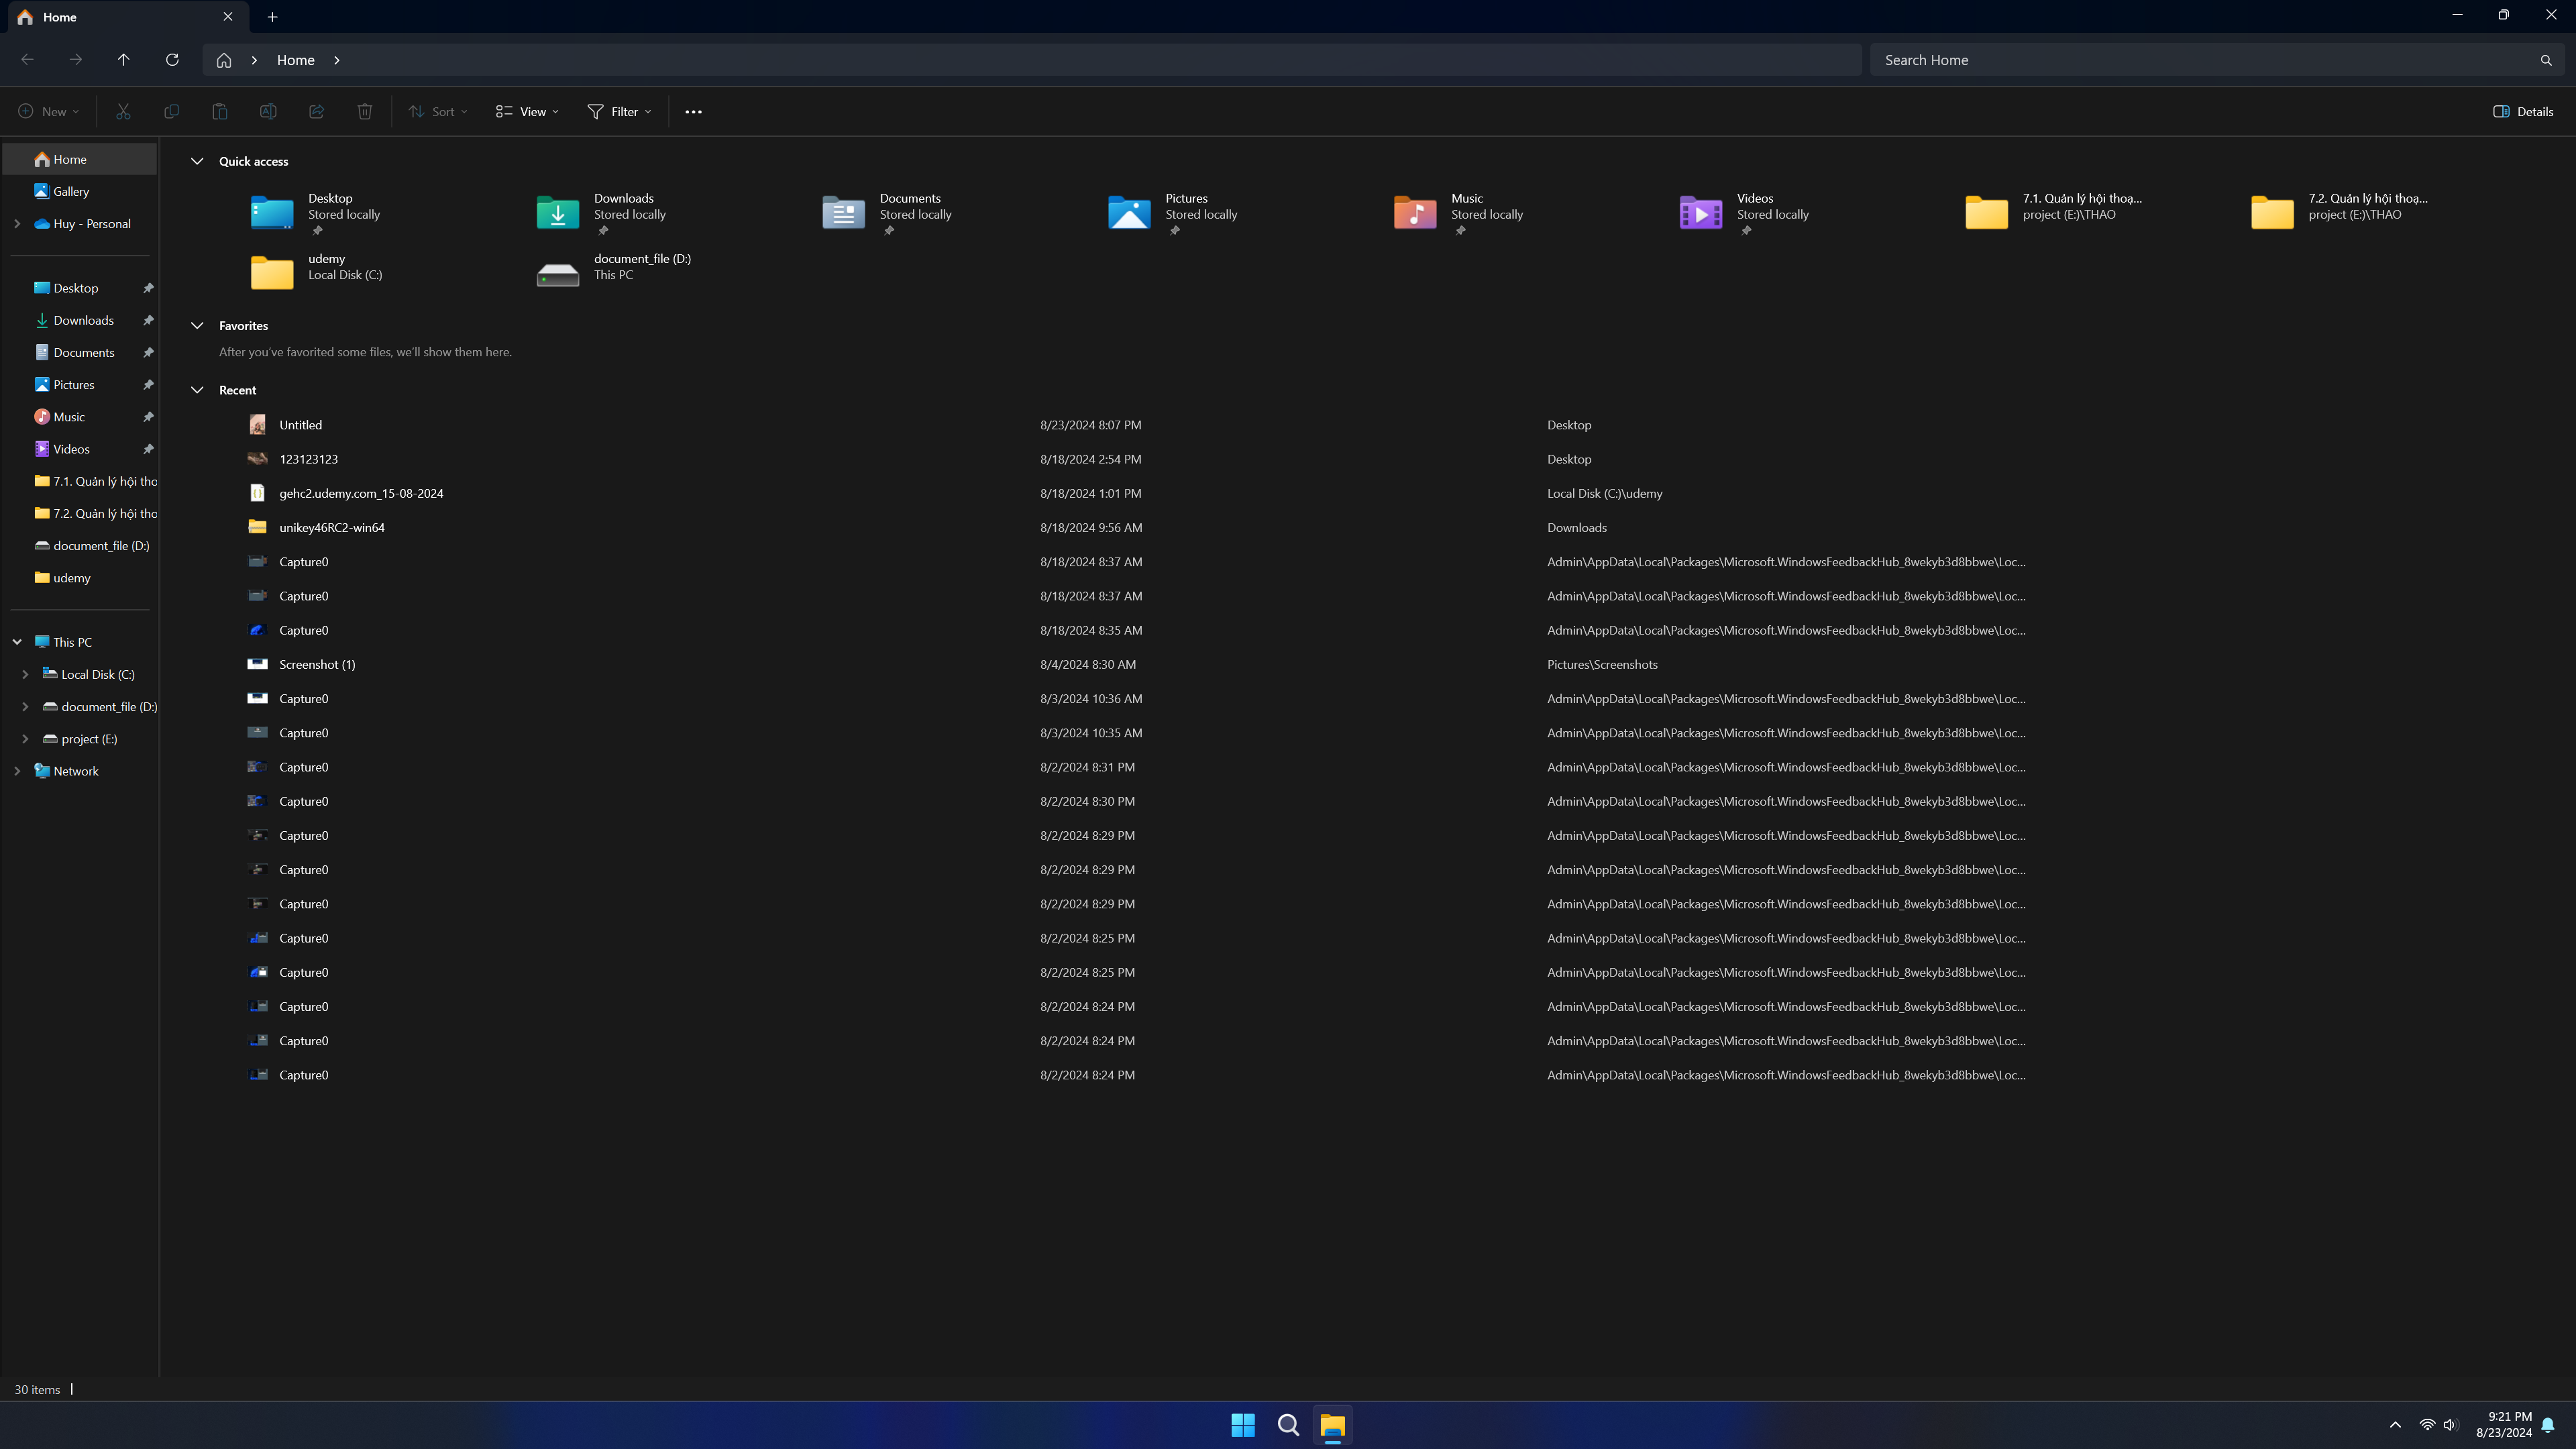 Home
Home
Search Home
New
Sort
View
Filter
Details
Home
Gallery
Huy - Personal
Desktop
Downloads
Documents
Pictures
Music
Videos
7.1. Quản lý hội tho
7.2. Quản lý hội tho
document_file (D:)
udemy
This PC
Local Disk (C:)
document_file (D:)
project (E:)
Network
Quick access
Desktop
Stored locally
Downloads
Stored locally
Documents
Stored locally
Pictures
Stored locally
Music
Stored locally
Videos
Stored locally
7.1. Quản lý hội thoạ...
project (E:)\THAO
7.2. Quản lý hội thoạ...
project (E:)\THAO
udemy
Local Disk (C:)
document_file (D:)
This PC
Favorites
After you've favorited some files, we'll show them here.
Recent
Untitled 8/23/2024 8:07 PM Desktop
123123123 8/18/2024 2:54 PM Desktop
gehc2.udemy.com_15-08-2024 8/18/2024 1:01 PM Local Disk (C:)\udemy
unikey46RC2-win64 8/18/2024 9:56 AM Downloads
Capture0 8/18/2024 8:37 AM Admin\AppData\Local\Packages\Microsoft.WindowsFeedbackHub_8wekyb3d8bbwe\Loc...
Capture0 8/18/2024 8:37 AM Admin\AppData\Local\Packages\Microsoft.WindowsFeedbackHub_8wekyb3d8bbwe\Loc...
Capture0 8/18/2024 8:35 AM Admin\AppData\Local\Packages\Microsoft.WindowsFeedbackHub_8wekyb3d8bbwe\Loc...
Screenshot (1) 8/4/2024 8:30 AM Pictures\Screenshots
Capture0 8/3/2024 10:36 AM Admin\AppData\Local\Packages\Microsoft.WindowsFeedbackHub_8wekyb3d8bbwe\Loc...
Capture0 8/3/2024 10:35 AM Admin\AppData\Local\Packages\Microsoft.WindowsFeedbackHub_8wekyb3d8bbwe\Loc...
Capture0 8/2/2024 8:31 PM Admin\AppData\Local\Packages\Microsoft.WindowsFeedbackHub_8wekyb3d8bbwe\Loc...
Capture0 8/2/2024 8:30 PM Admin\AppData\Local\Packages\Microsoft.WindowsFeedbackHub_8wekyb3d8bbwe\Loc...
Capture0 8/2/2024 8:29 PM Admin\AppData\Local\Packages\Microsoft.WindowsFeedbackHub_8wekyb3d8bbwe\Loc...
Capture0 8/2/2024 8:29 PM Admin\AppData\Local\Packages\Microsoft.WindowsFeedbackHub_8wekyb3d8bbwe\Loc...
Capture0 8/2/2024 8:29 PM Admin\AppData\Local\Packages\Microsoft.WindowsFeedbackHub_8wekyb3d8bbwe\Loc...
Capture0 8/2/2024 8:25 PM Admin\AppData\Local\Packages\Microsoft.WindowsFeedbackHub_8wekyb3d8bbwe\Loc...
Capture0 8/2/2024 8:25 PM Admin\AppData\Local\Packages\Microsoft.WindowsFeedbackHub_8wekyb3d8bbwe\Loc...
Capture0 8/2/2024 8:24 PM Admin\AppData\Local\Packages\Microsoft.WindowsFeedbackHub_8wekyb3d8bbwe\Loc...
Capture0 8/2/2024 8:24 PM Admin\AppData\Local\Packages\Microsoft.WindowsFeedbackHub_8wekyb3d8bbwe\Loc...
Capture0 8/2/2024 8:24 PM Admin\AppData\Local\Packages\Microsoft.WindowsFeedbackHub_8wekyb3d8bbwe\Loc...
30 items
9:21 PM
8/23/2024